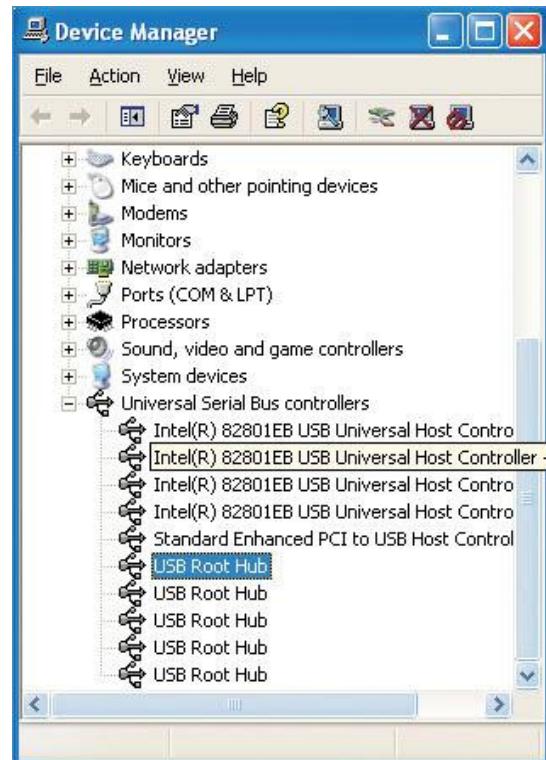 Device Manager
File Action View Help
Keyboards
Mice and other pointing devices
Modems
Monitors
Network adapters
Ports (COM & LPT)
Processors
Sound, video and game controllers
System devices
Universal Serial Bus controllers
Intel(R) 82801EB USB Universal Host Contro
Intel(R) 82801EB USB Universal Host Controller -
Intel(R) 82801EB USB Universal Host Contro
Intel(R) 82801EB USB Universal Host Contro
Standard Enhanced PCI to USB Host Control
USB Root Hub
USB Root Hub
USB Root Hub
USB Root Hub
USB Root Hub